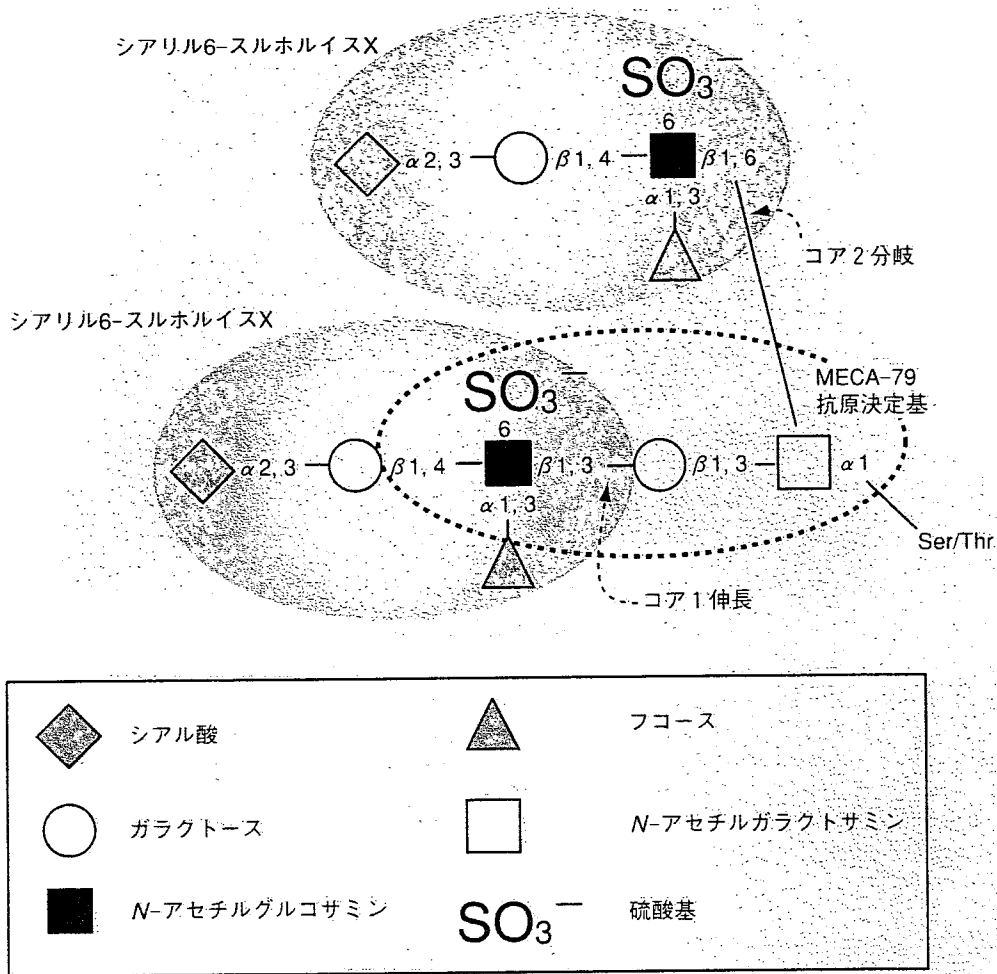 シアリル6-スルホルイスX
SO₃⁻
6
α2, 3
β1, 4
β1, 6
α1, 3
コア2分岐
シアリル6-スルホルイスX
SO₃⁻
MECA-79
抗原決定基
6
α2, 3
β1, 4
β1, 3
β1, 3
α1
α1, 3
Ser/Thr
コア1伸長
シアル酸
フコース
ガラクトース
N-アセチルガラクトサミン
N-アセチルグルコサミン
SO₃⁻
硫酸基